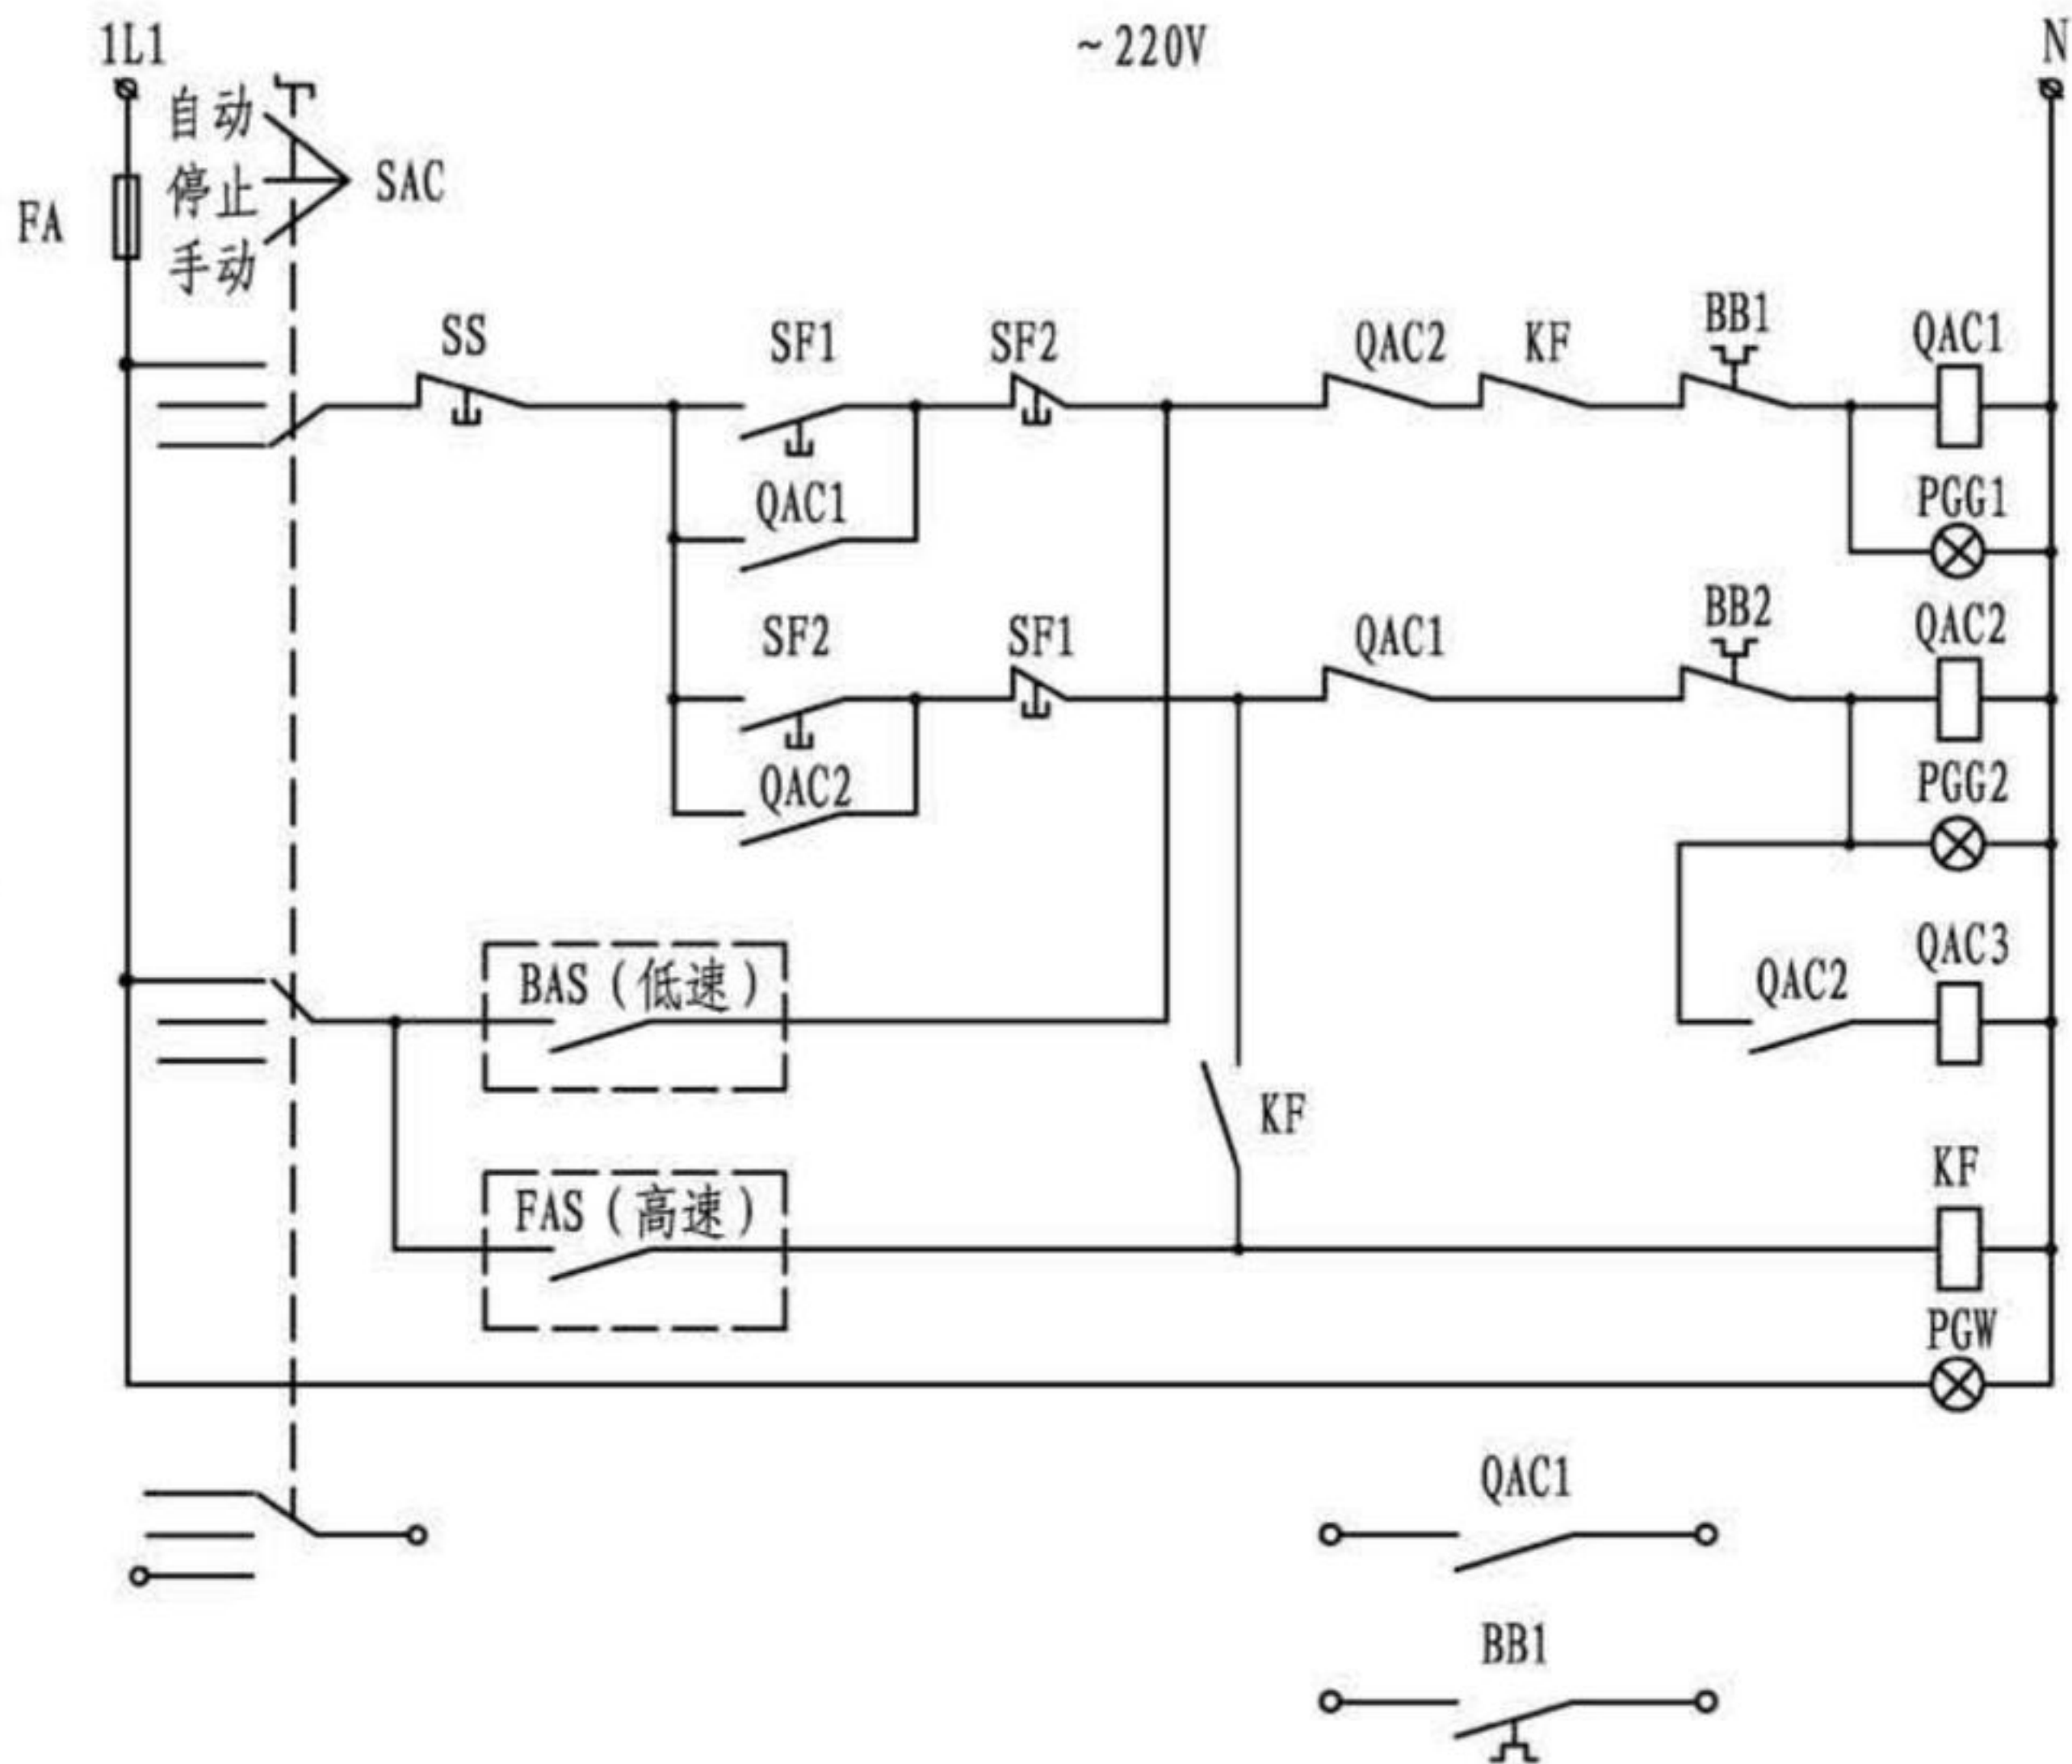 1L1
~220V
N
自动
停止
手动
SAC
FA
SS
SF1
SF2
QAC2
KF
BB1
QAC1
QAC1
PGG1
SF2
SF1
QAC1
BB2
QAC2
QAC2
PGG2
BAS（低速）
QAC2
QAC3
KF
FAS（高速）
KF
PGW
QAC1
BB1